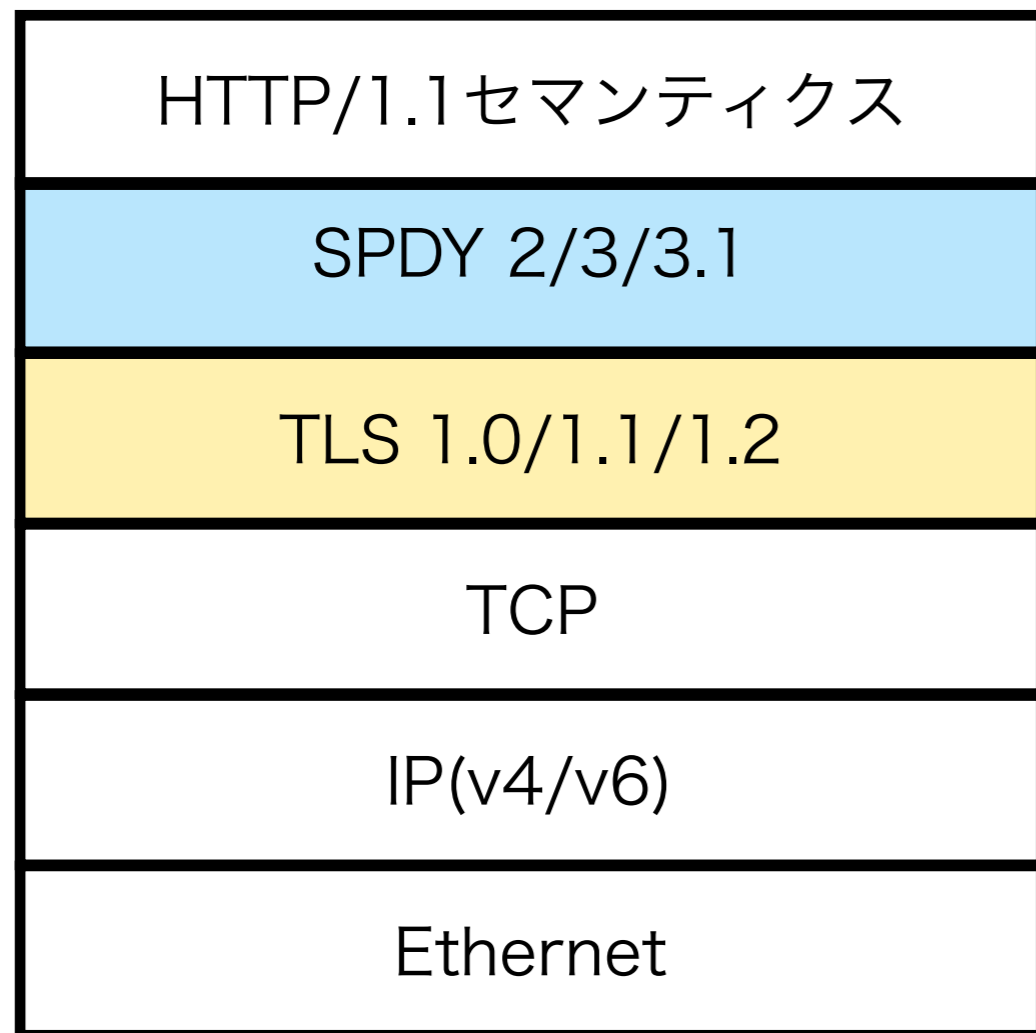 HTTP/1.1セマンティクス
SPDY 2/3/3.1
TLS 1.0/1.1/1.2
TCP
IP(v4/v6)
Ethernet